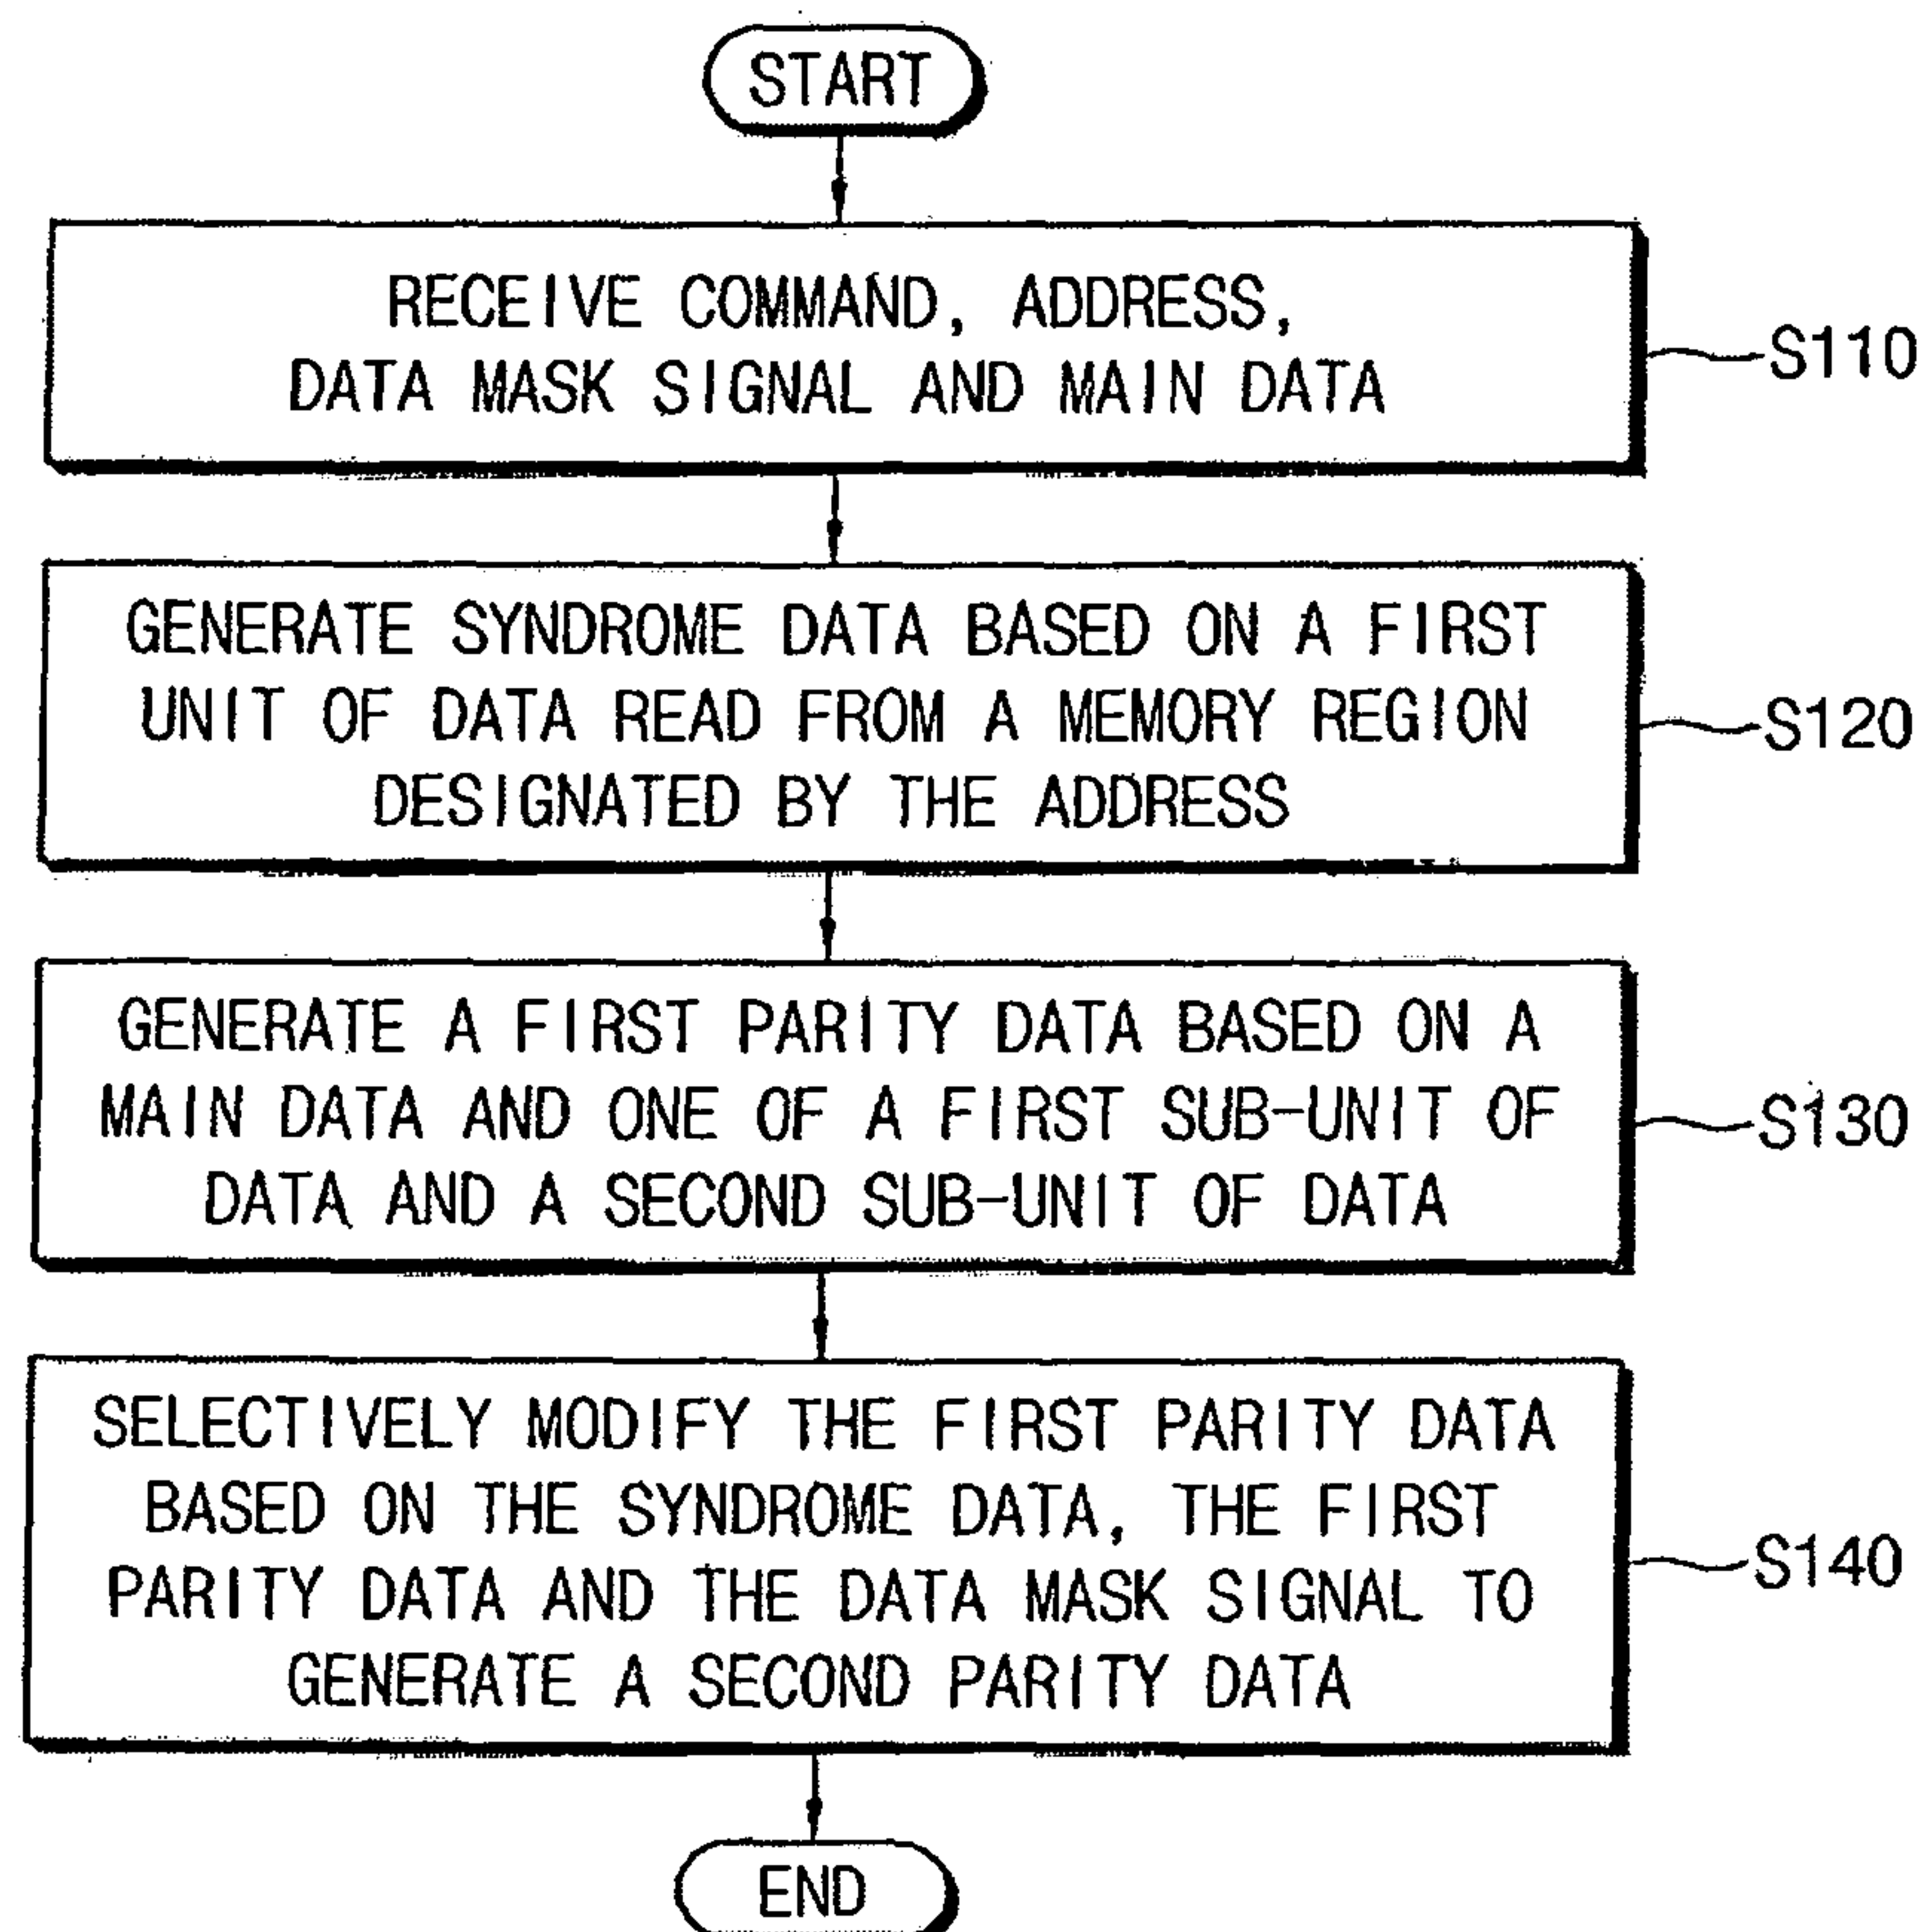 START
RECEIVE COMMAND, ADDRESS,
DATA MASK SIGNAL AND MAIN DATA
S110
GENERATE SYNDROME DATA BASED ON A FIRST
UNIT OF DATA READ FROM A MEMORY REGION
DESIGNATED BY THE ADDRESS
S120
GENERATE A FIRST PARITY DATA BASED ON A
MAIN DATA AND ONE OF A FIRST SUB-UNIT OF
DATA AND A SECOND SUB-UNIT OF DATA
S130
SELECTIVELY MODIFY THE FIRST PARITY DATA
BASED ON THE SYNDROME DATA, THE FIRST
PARITY DATA AND THE DATA MASK SIGNAL TO
GENERATE A SECOND PARITY DATA
S140
END